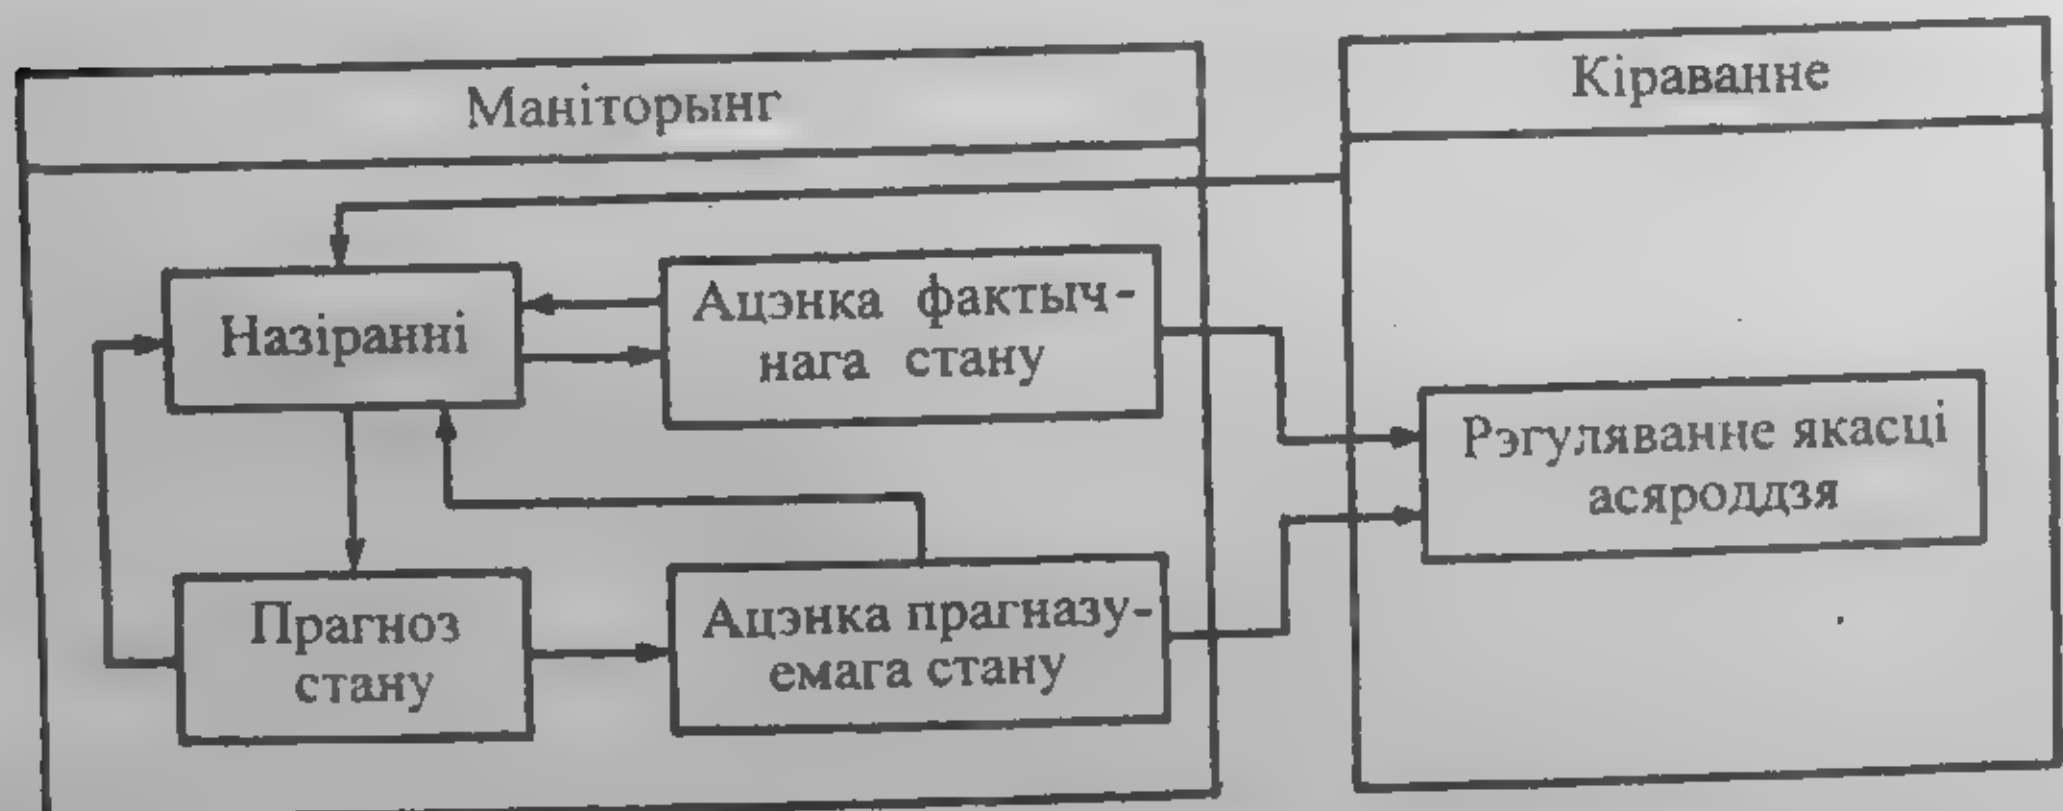 Маніторынг
Кіраванне
Назіранні
Ацэнка фактыч-
нага стану
Рэгуляванне якасці
асяроддзя
Прагноз
стану
Ацэнка прагназу-
емага стану